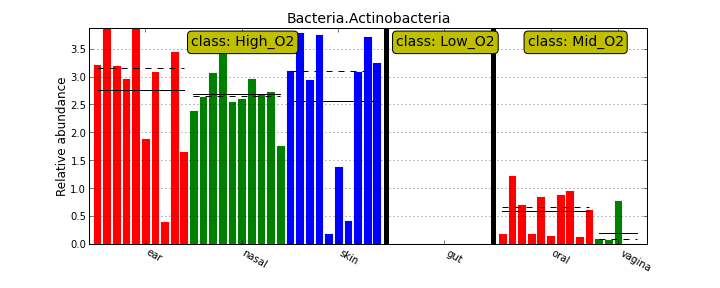 Bacteria.Actinobacteria
class: High_O2
class: Low_O2
class: Mid_O2
Relative abundance
3.5
3.0
2.5
2.0
1.5
1.0
0.5
0.0
ear
nasal
skin
gut
oral
vagina